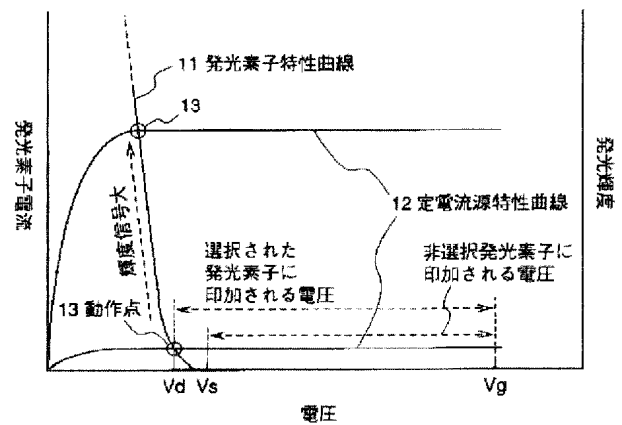 11 発光素子特性曲線
13
発光素子電流
発光輝度
輝度信号大
12 定電流源特性曲線
選択された
発光素子に
印加される電圧
非選択発光素子に
印加される電圧
13 動作点
Vd
Vs
Vg
電圧